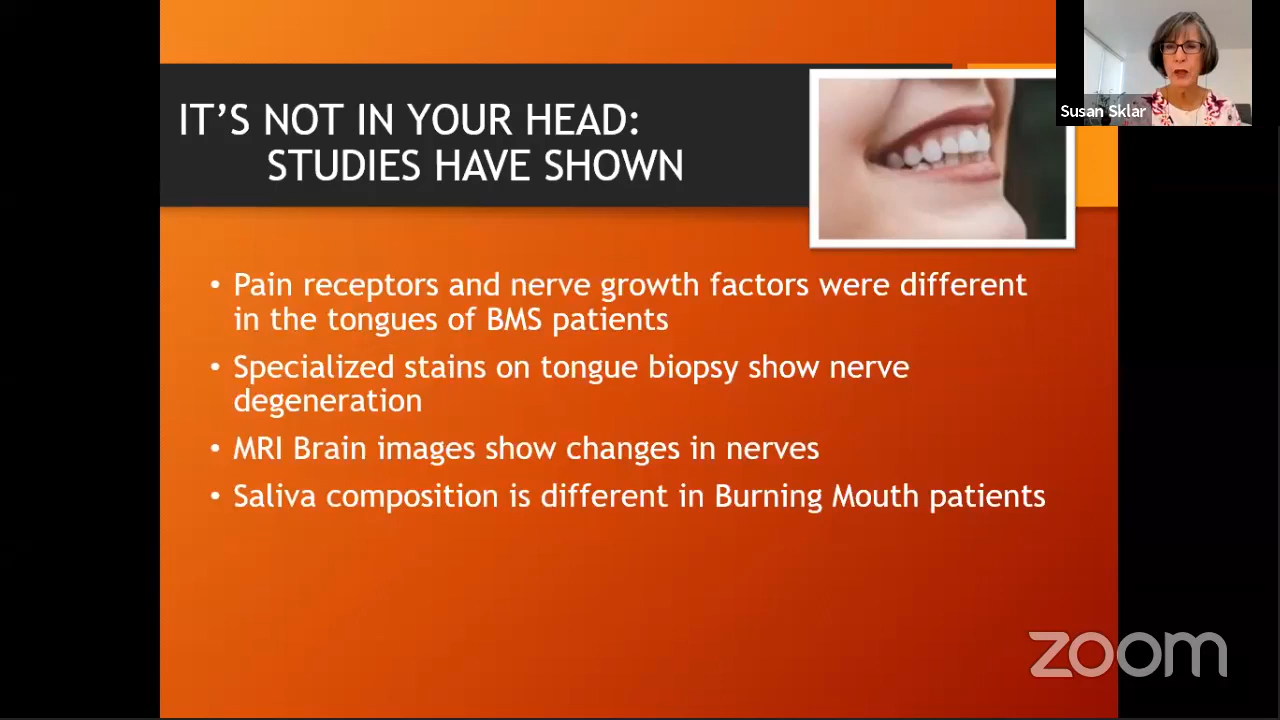 IT’S NOT IN YOUR HEAD:
STUDIES HAVE SHOWN
Susan Sklar
• Pain receptors and nerve growth factors were different
in the tongues of BMS patients
• Specialized stains on tongue biopsy show nerve
degeneration
• MRI Brain images show changes in nerves
• Saliva composition is different in Burning Mouth patients
zoom